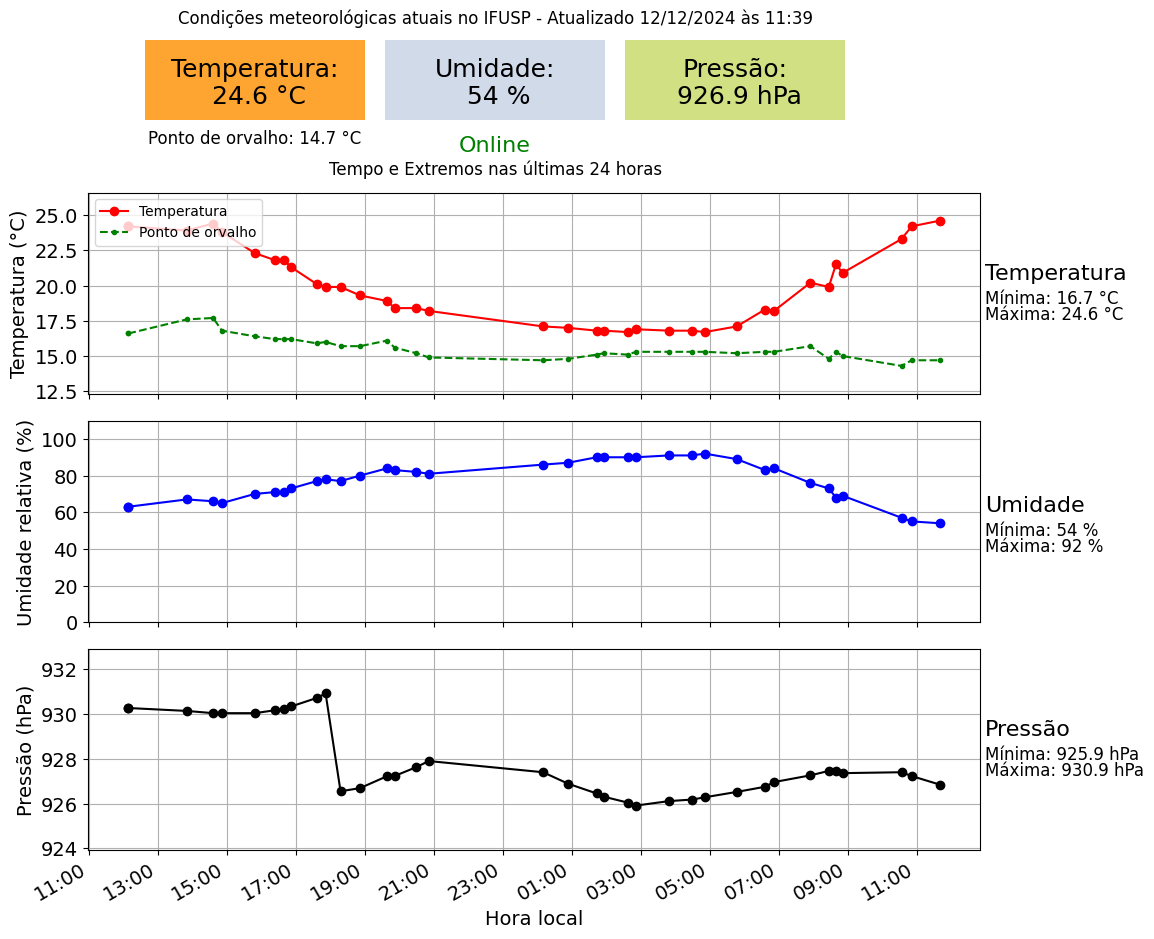 Condições meteorológicas atuais no IFUSP - Atualizado 12/12/2024 às 11:39
Temperatura:
24.6 °C
Umidade:
54 %
Pressão:
926.9 hPa
Ponto de orvalho: 14.7 °C
Online
Tempo e Extremos nas últimas 24 horas
Temperatura (°C)
25.0
22.5
20.0
17.5
15.0
12.5
Temperatura
Ponto de orvalho
Temperatura
Mínima: 16.7 °C
Máxima: 24.6 °C
Umidade relativa (%)
100
80
60
40
20
0
Umidade
Mínima: 54 %
Máxima: 92 %
Pressão (hPa)
932
930
928
926
924
Pressão
Mínima: 925.9 hPa
Máxima: 930.9 hPa
11:00 13:00 15:00 17:00 19:00 21:00 23:00 01:00 03:00 05:00 07:00 09:00 11:00
Hora local